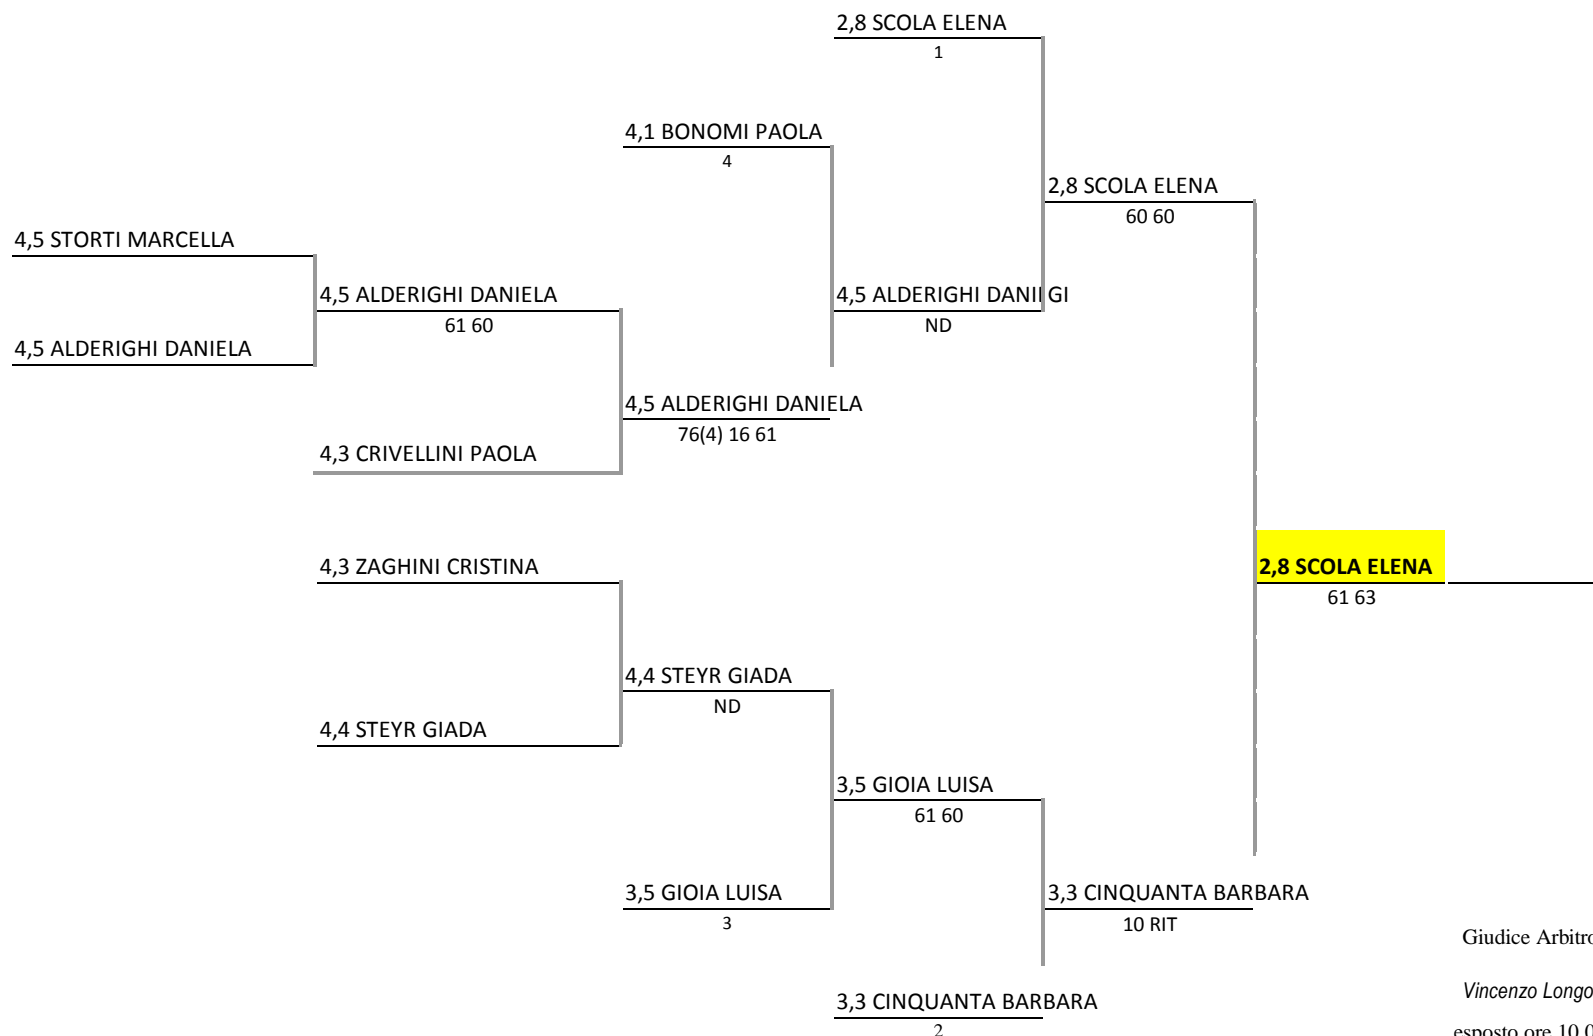 2,8 SCOLA ELENA
1
4,1 BONOMI PAOLA
4
2,8 SCOLA ELENA
60 60
4,5 STORTI MARCELLA
4,5 ALDERIGHI DANIELA
61 60
4,5 ALDERIGHI DANII GI
ND
4,5 ALDERIGHI DANIELA
4,5 ALDERIGHI DANIELA
76(4) 16 61
4,3 CRIVELLINI PAOLA
4,3 ZAGHINI CRISTINA
2,8 SCOLA ELENA
61 63
4,4 STEYR GIADA
ND
4,4 STEYR GIADA
3,5 GIOIA LUISA
61 60
3,5 GIOIA LUISA
3
3,3 CINQUANTA BARBARA
10 RIT
Giudice Arbitro
Vincenzo Longo
3,3 CINQUANTA BARBARA
2
esposto ore